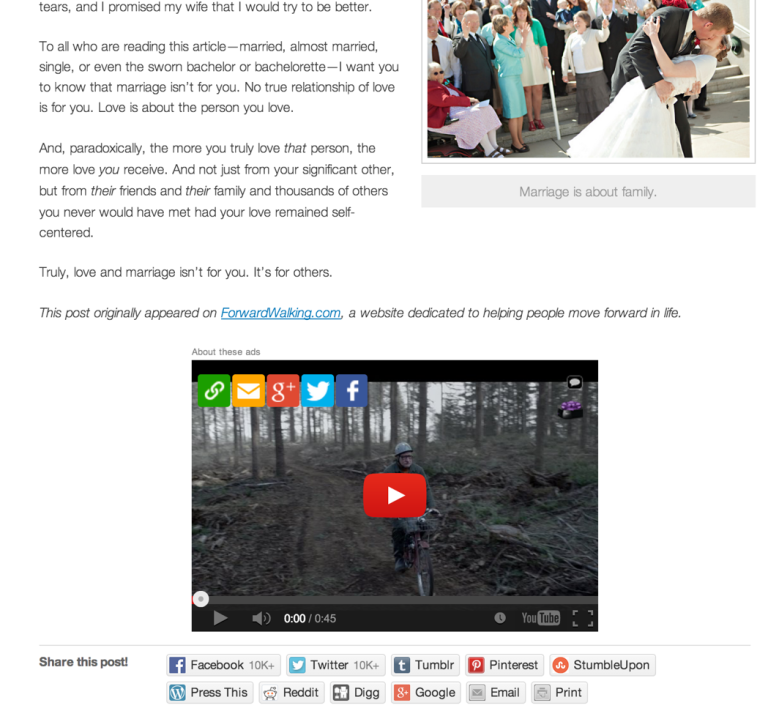 tears, and I promised my wife that I would try to be better.
To all who are reading this article—married, almost married,
single, or even the sworn bachelor or bachelorette—I want you
to know that marriage isn't for you. No true relationship of love
is for you. Love is about the person you love.
And, paradoxically, the more you truly love that person, the
more love you receive. And not just from your significant other,
but from their friends and their family and thousands of others
you never would have met had your love remained self-
centered.
Marriage is about family.
Truly, love and marriage isn't for you. It's for others.
This post originally appeared on ForwardWalking.com, a website dedicated to helping people move forward in life.
About these ads
g+
f
0:00 / 0:45
YouTube
Share this post!
Facebook 10K+ Twitter 10K+ Tumblr Pinterest StumbleUpon
Press This Reddit Digg Google Email Print